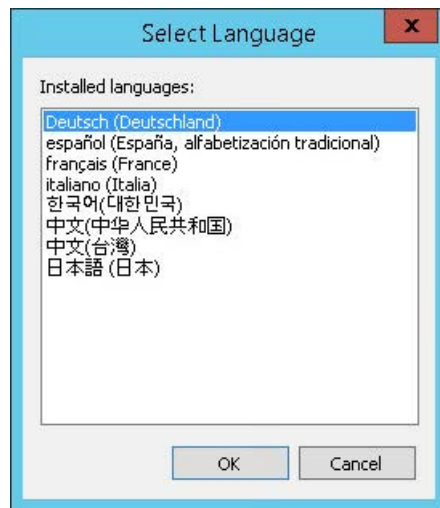 Select Language
x
Installed languages:
Deutsch (Deutschland)
español (España, alfabetización tradicional)
français (France)
italiano (Italia)
한국어(대한민국)
中文(中华人民共和国)
中文(台灣)
日本語 (日本)
OK Cancel